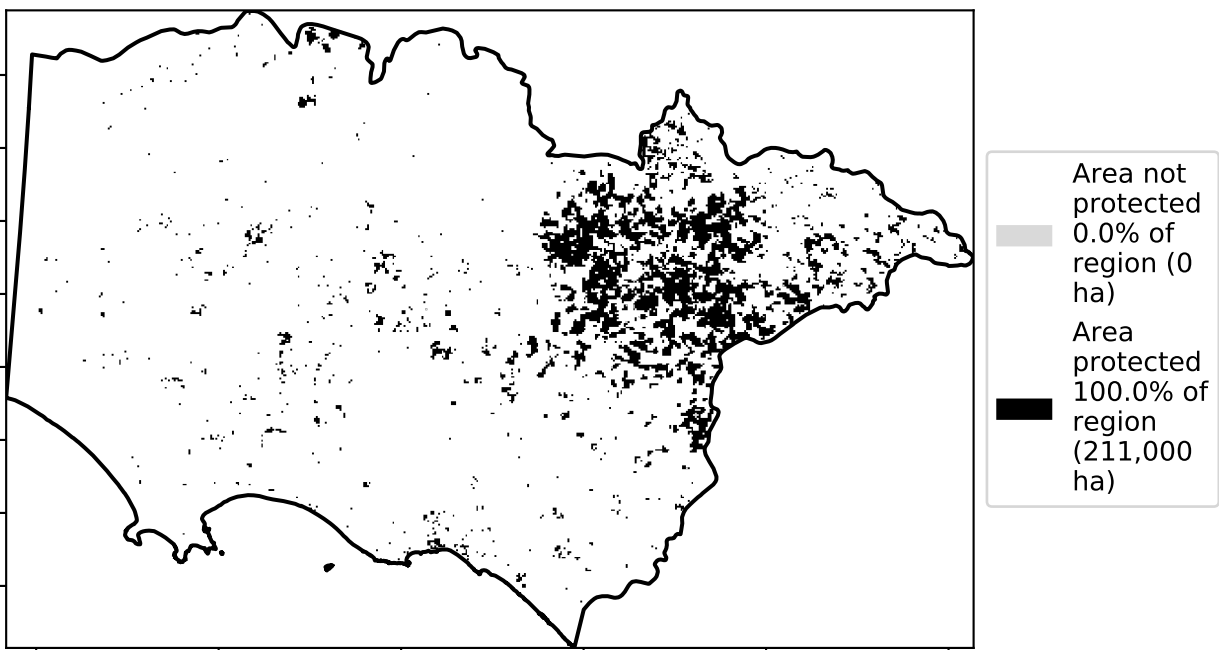 Area not
protected
0.0% of
region (0
ha)
Area
protected
100.0% of
region
(211,000
ha)